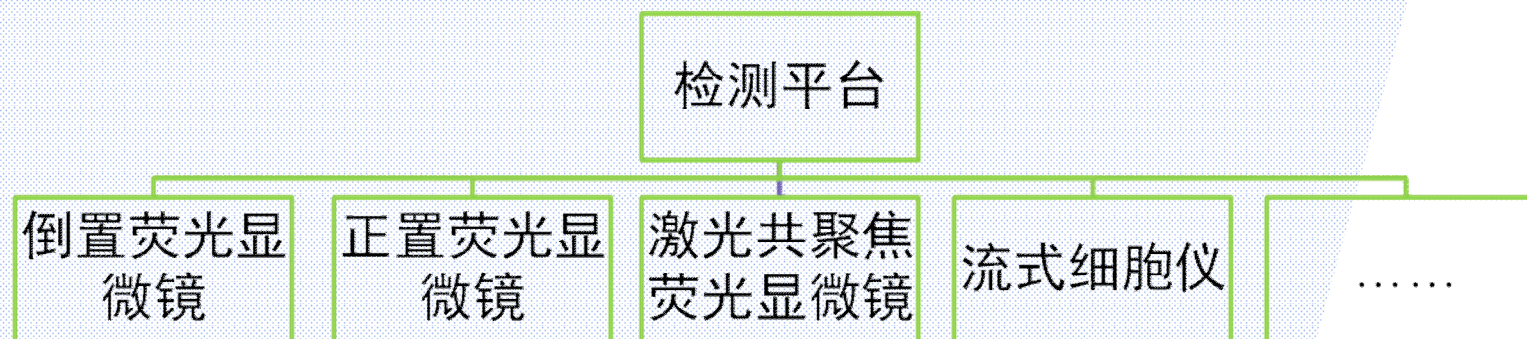 检测平台
倒置荧光显
微镜
正置荧光显
微镜
激光共聚焦
荧光显微镜
流式细胞仪
……